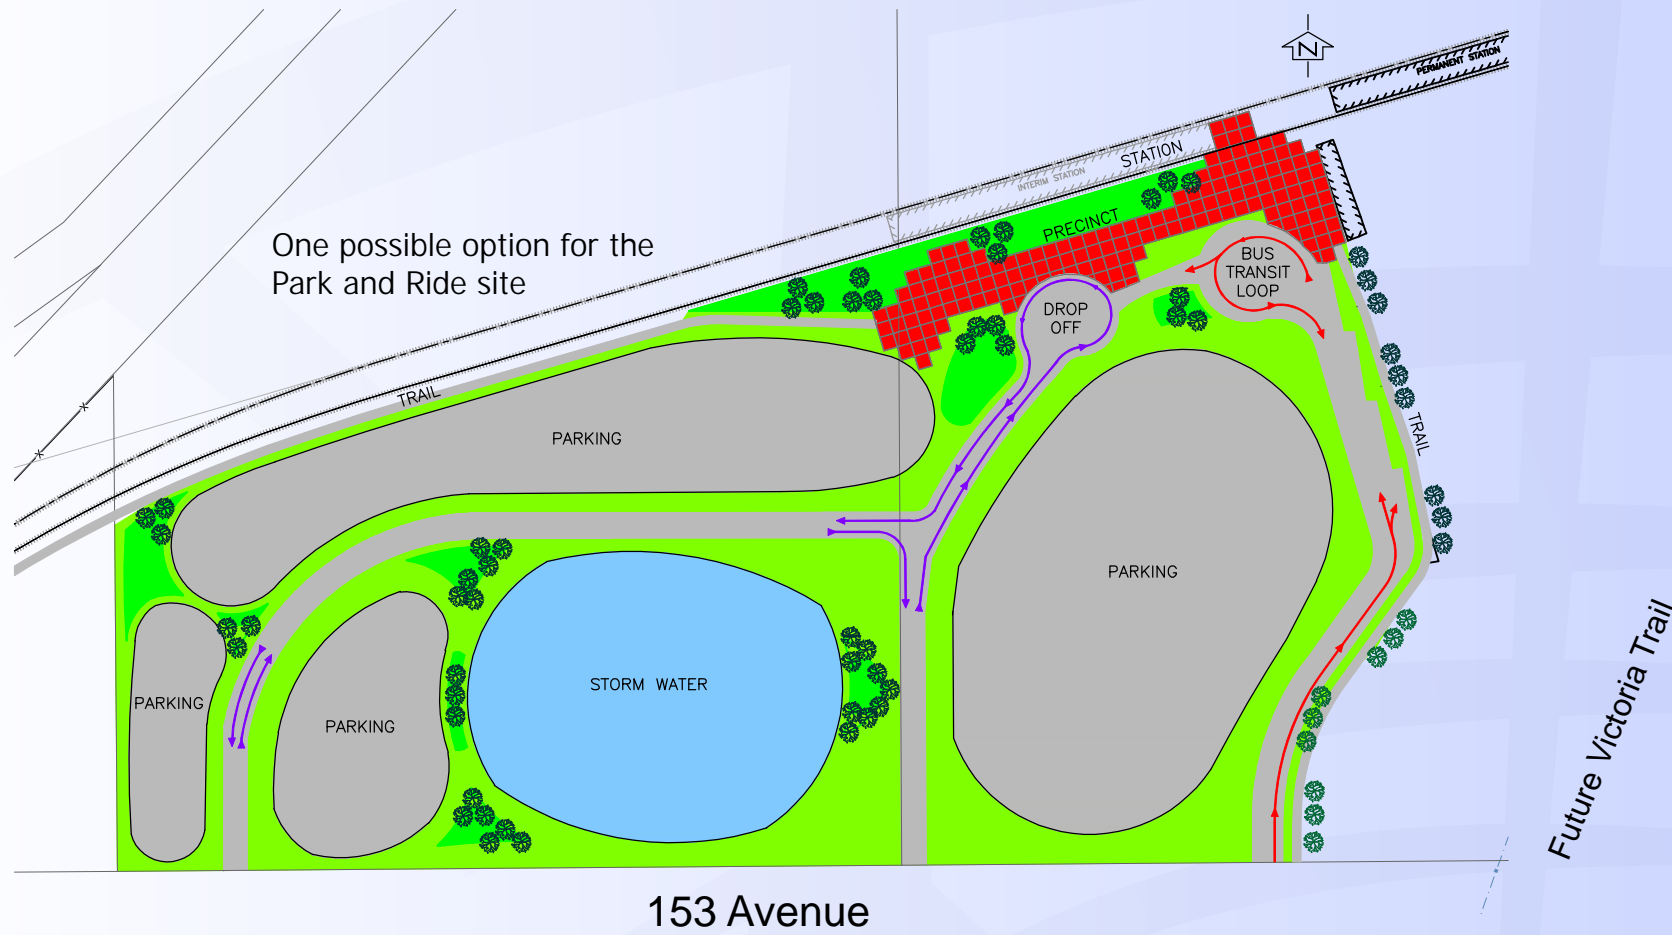 N
PERMANENT STATION
STATION
INTERIM STATION
PRECINCT
One possible option for the
Park and Ride site
BUS
TRANSIT
LOOP
DROP
OFF
TRAIL
TRAIL
PARKING
PARKING
STORM WATER
PARKING
PARKING
Future Victoria Trail
153 Avenue